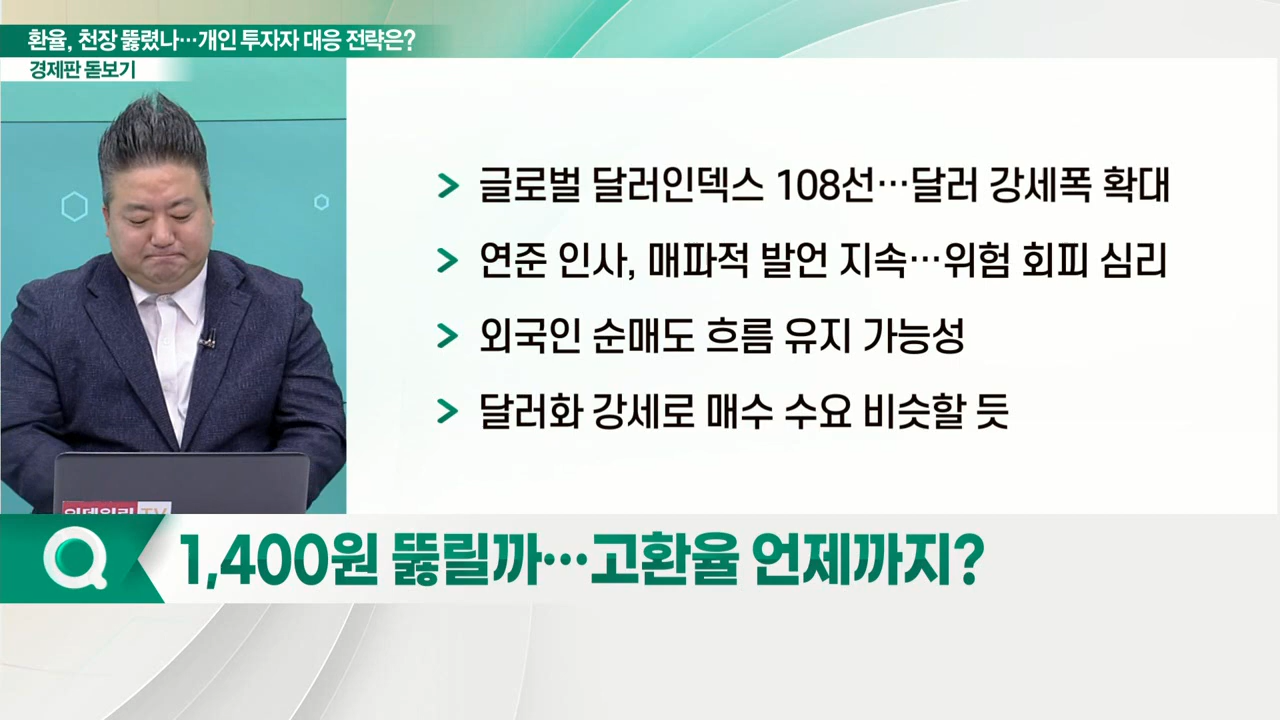 환율, 천장 뚫렸나…개인 투자자 대응 전략은?
경제판 돋보기
> 글로벌 달러인덱스 108선…달러 강세폭 확대
> 연준 인사, 매파적 발언 지속…위험 회피 심리
> 외국인 순매도 흐름 유지 가능성
> 달러화 강세로 매수 수요 비슷할 듯
이데일리 TV
Q 1,400원 뚫릴까…고환율 언제까지?